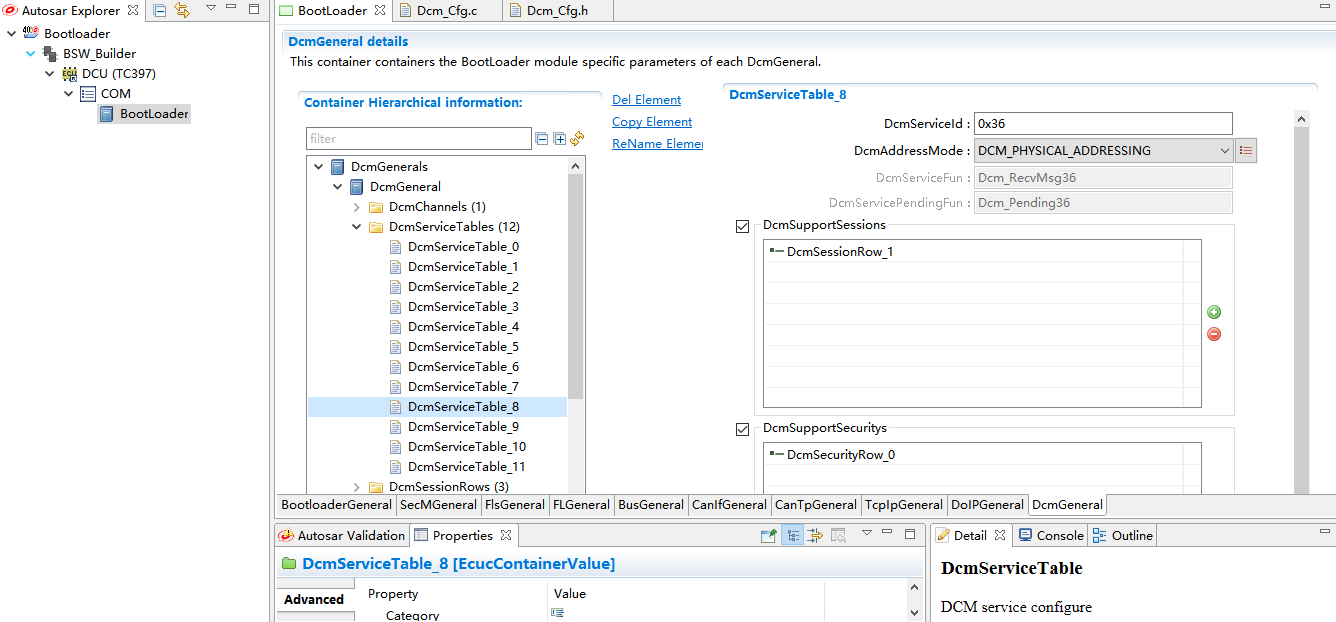 Autosar Explorer
Bootloader
BSW_Builder
DCU (TC397)
COM
BootLoader
BootLoader
Dcm_Cfg.c
Dcm_Cfg.h
DcmGeneral details
This container containers the BootLoader module specific parameters of each DcmGeneral.
Container Hierarchical information:
filter
DcmGenerals
DcmGeneral
DcmChannels (1)
DcmServiceTables (12)
DcmServiceTable_0
DcmServiceTable_1
DcmServiceTable_2
DcmServiceTable_3
DcmServiceTable_4
DcmServiceTable_5
DcmServiceTable_6
DcmServiceTable_7
DcmServiceTable_8
DcmServiceTable_9
DcmServiceTable_10
DcmServiceTable_11
DcmSessionRows (3)
Del Element
Copy Element
ReName Elemer
DcmServiceTable_8
DcmServiceId : 0x36
DcmAddressMode : DCM_PHYSICAL_ADDRESSING
DcmServiceFun : Dcm_RecvMsg36
DcmServicePendingFun : Dcm_Pending36
DcmSupportSessions
DcmSessionRow_1
DcmSupportSecuritys
DcmSecurityRow_0
BootloaderGeneral SecMGeneral FlsGeneral FLGeneral BusGeneral CanIfGeneral CanTpGeneral TcpIpGeneral DoIPGeneral DcmGeneral
Autosar Validation Properties
DcmServiceTable_8 [EcucContainerValue]
Advanced
Property Value
Category
Detail Console Outline
DcmServiceTable
DCM service configure